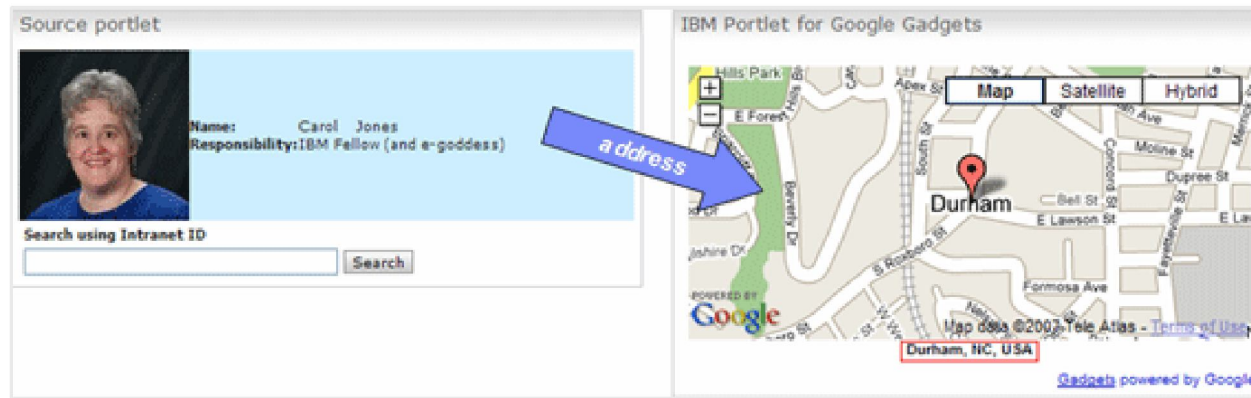 Source portlet
Name: Carol Jones
Responsibility: IBM Fellow (and e-goddess)
Search using Intranet ID
Search
address
IBM Portlet for Google Gadgets
Hills Park
Apex St
Map
Satellite
Hybrid
E Forest Hills
Ave
South St
Concord St
Moline St
Dupree St
Durham
Bell St
E Lawson St
E Law
Beverly Dr
Fayetteville St
S Roxboro St
Formosa Ave
POWERED BY
Google
Map data ©2007 Tele Atlas - Terms of Use
Durham, NC, USA
Gadgets powered by Google